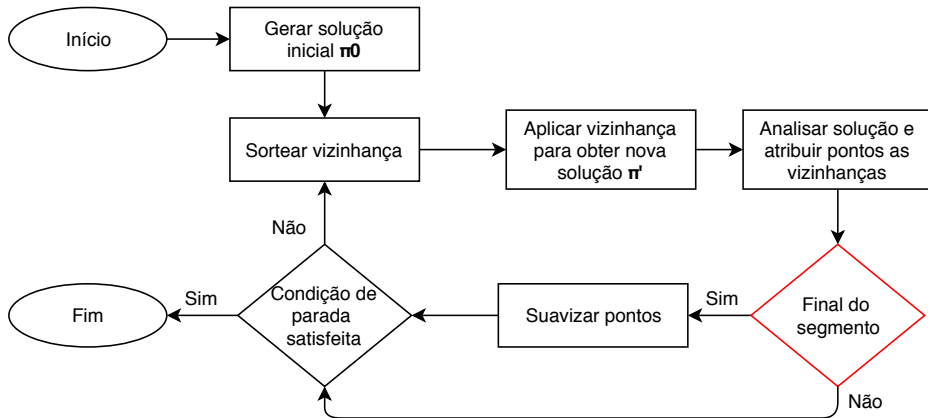 Início
Gerar solução
inicial π0
Sortear vizinhança
Aplicar vizinhança
para obter nova
solução π'
Analisar solução e
atribuir pontos as
vizinhanças
Não
Fim
Sim
Condição de
parada
satisfeita
Suavizar pontos
Sim
Final do
segmento
Não